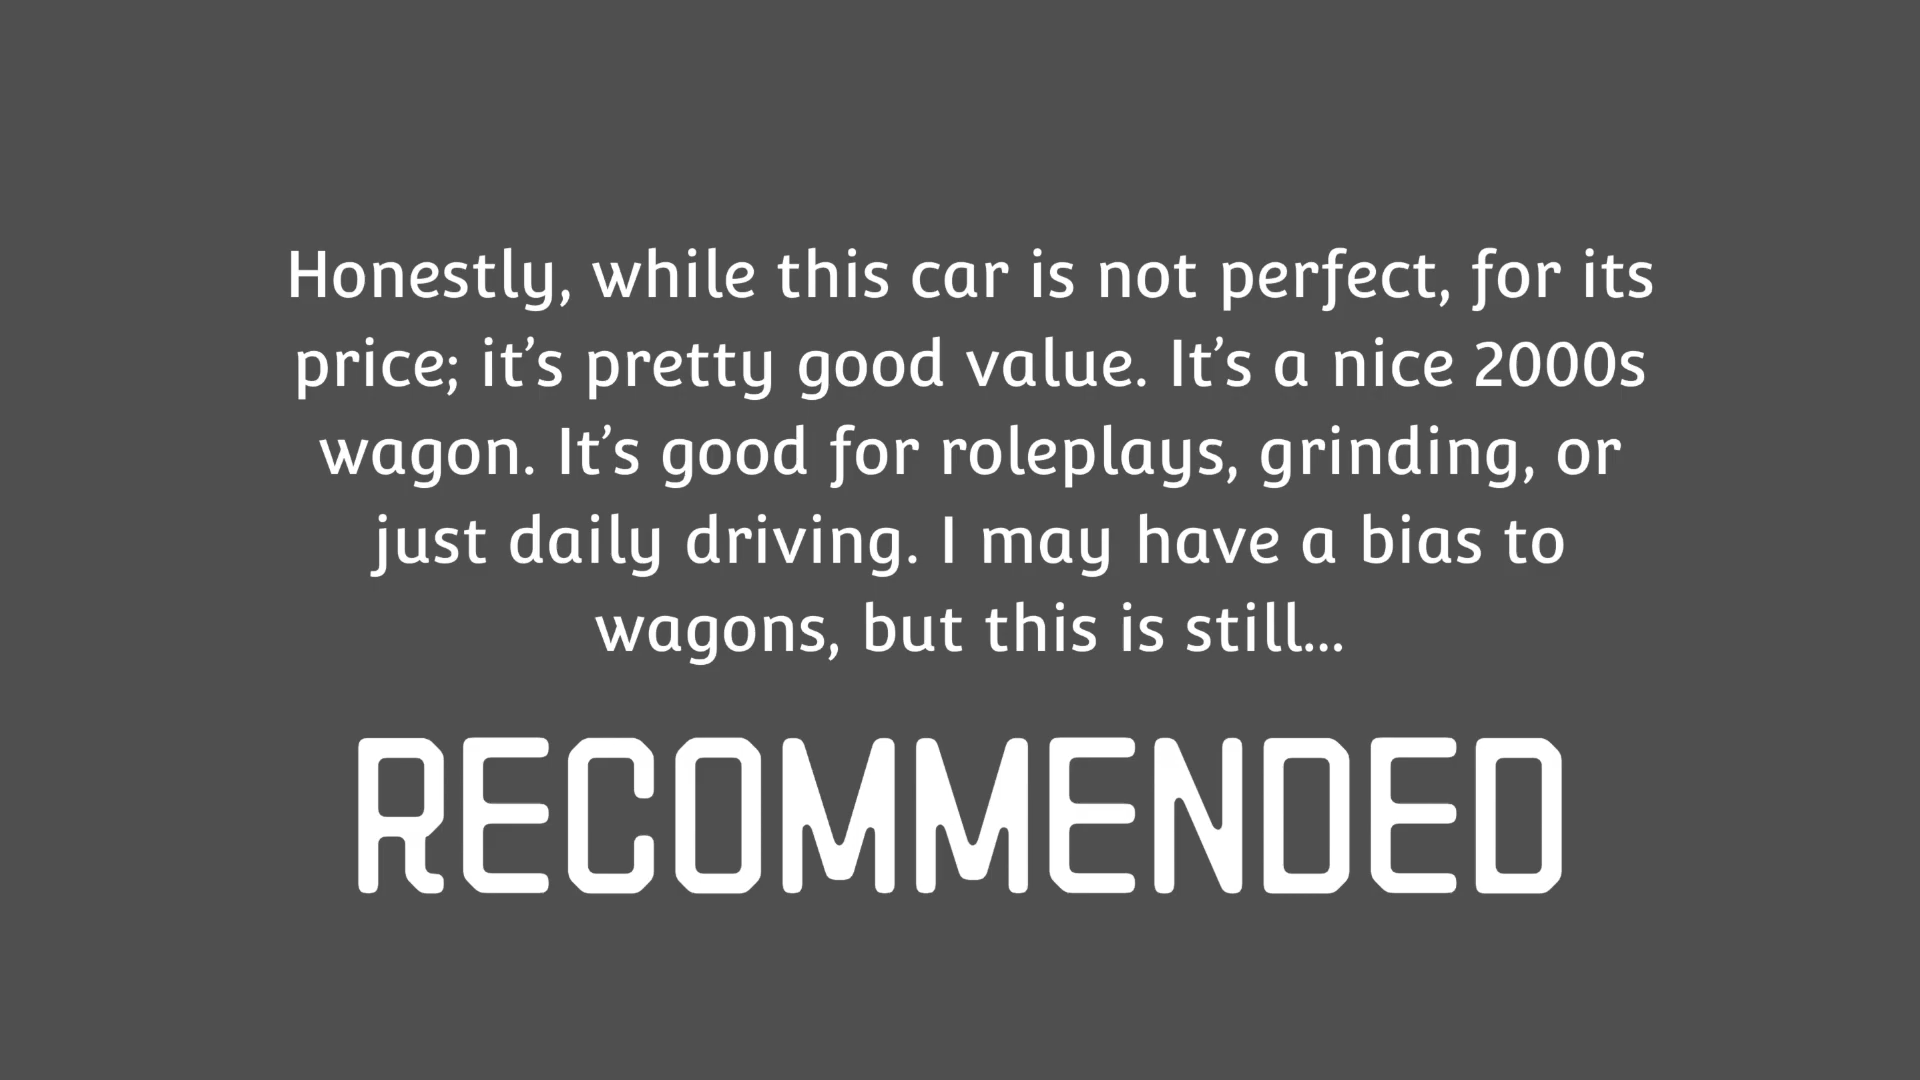 Honestly, while this car is not perfect, for its
price; it’s pretty good value. It’s a nice 2000s
wagon. It’s good for roleplays, grinding, or
just daily driving. I may have a bias to
wagons, but this is still...
RECOMMENDED